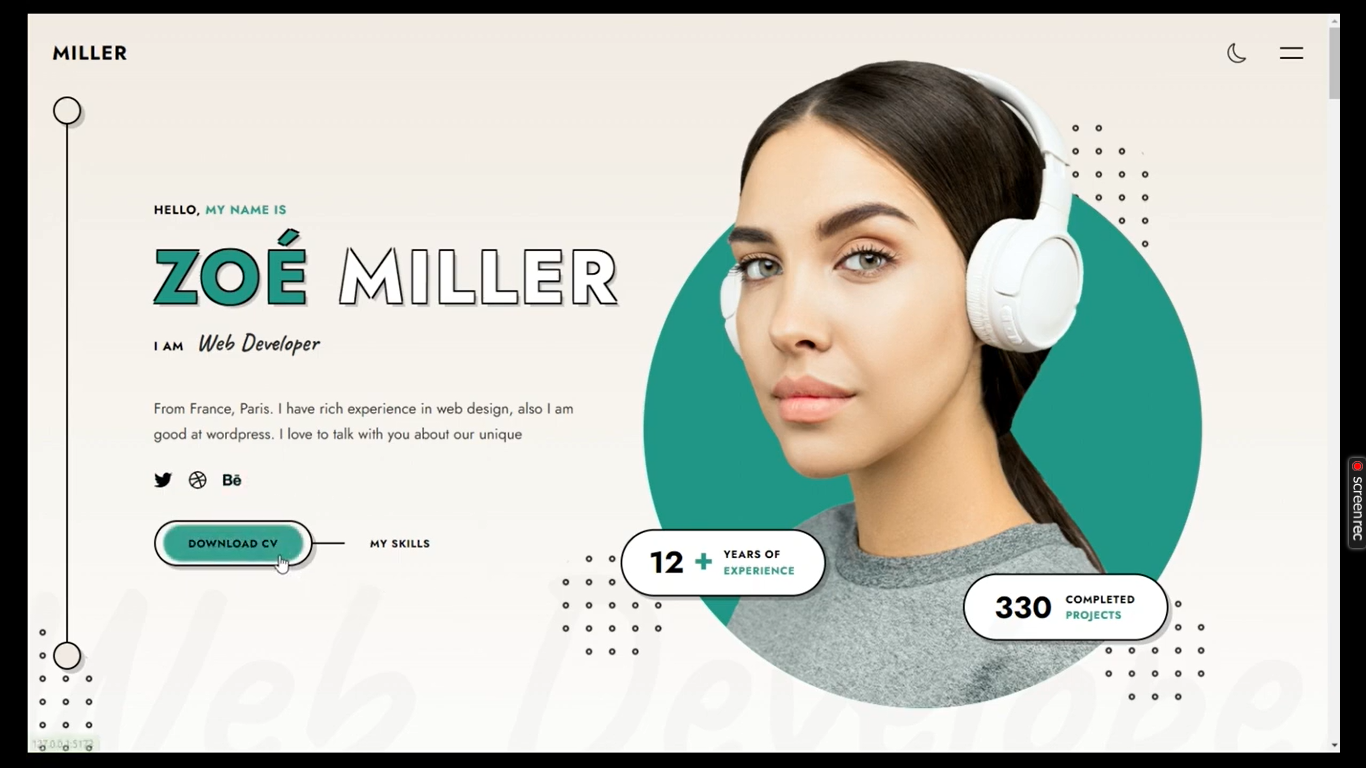 MILLER
HELLO, MY NAME IS
ZOÉ MILLER
I AM Web Developer
From France, Paris. I have rich experience in web design, also I am
good at wordpress. I love to talk with you about our unique
Bē
DOWNLOAD CV
MY SKILLS
12 + YEARS OF
EXPERIENCE
330 COMPLETED
PROJECTS
Web Develope
screenrec